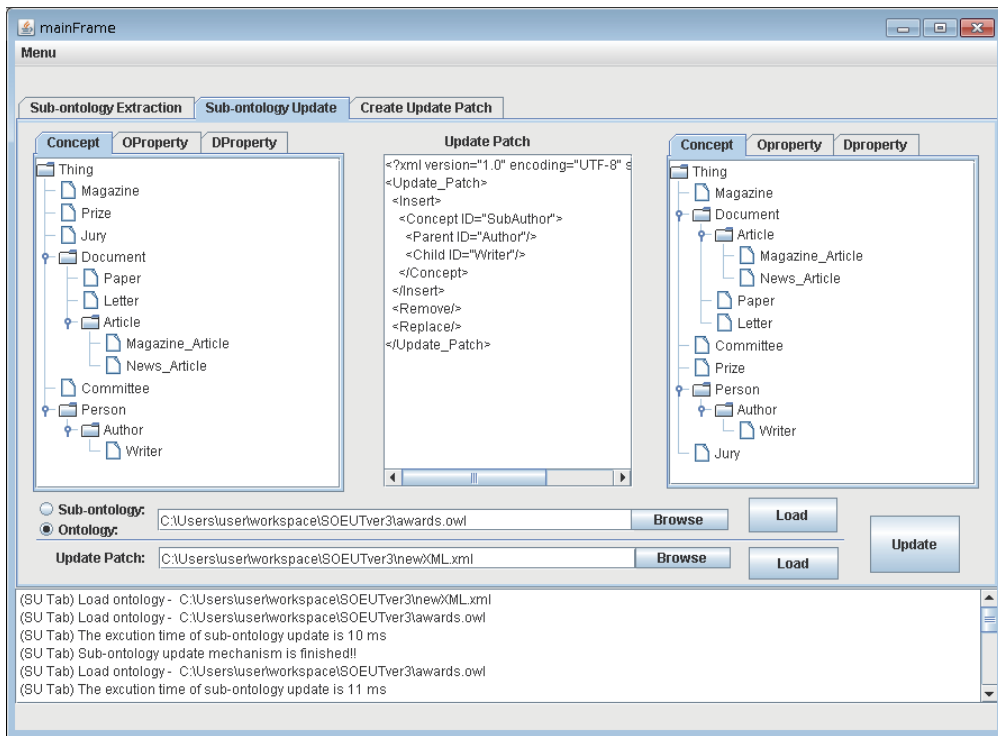 mainFrame
Menu
Sub-ontology Extraction
Sub-ontology Update
Create Update Patch
Concept
OProperty
DProperty
Thing
Magazine
Prize
Jury
Document
Paper
Letter
Article
Magazine_Article
News_Article
Committee
Person
Author
Writer
Update Patch
<?xml version="1.0" encoding="UTF-8" s
<Update_Patch>
<Insert>
<Concept ID="SubAuthor">
<Parent ID="Author"/>
<Child ID="Writer"/>
</Concept>
</Insert>
<Remove/>
<Replace/>
</Update_Patch>
Concept
Oproperty
Dproperty
Thing
Magazine
Document
Article
Magazine_Article
News_Article
Paper
Letter
Committee
Prize
Person
Author
Writer
Jury
Sub-ontology:
Ontology:
C:\Users\user\workspace\SOEUTver3\awards.owl
Browse
Load
Update Patch:
C:\Users\user\workspace\SOEUTver3\newXML.xml
Browse
Load
Update
(SU Tab) Load ontology - C:\Users\user\workspace\SOEUTver3\newXML.xml
(SU Tab) Load ontology - C:\Users\user\workspace\SOEUTver3\awards.owl
(SU Tab) The excution time of sub-ontology update is 10 ms
(SU Tab) Sub-ontology update mechanism is finished!!
(SU Tab) Load ontology - C:\Users\user\workspace\SOEUTver3\awards.owl
(SU Tab) The excution time of sub-ontology update is 11 ms